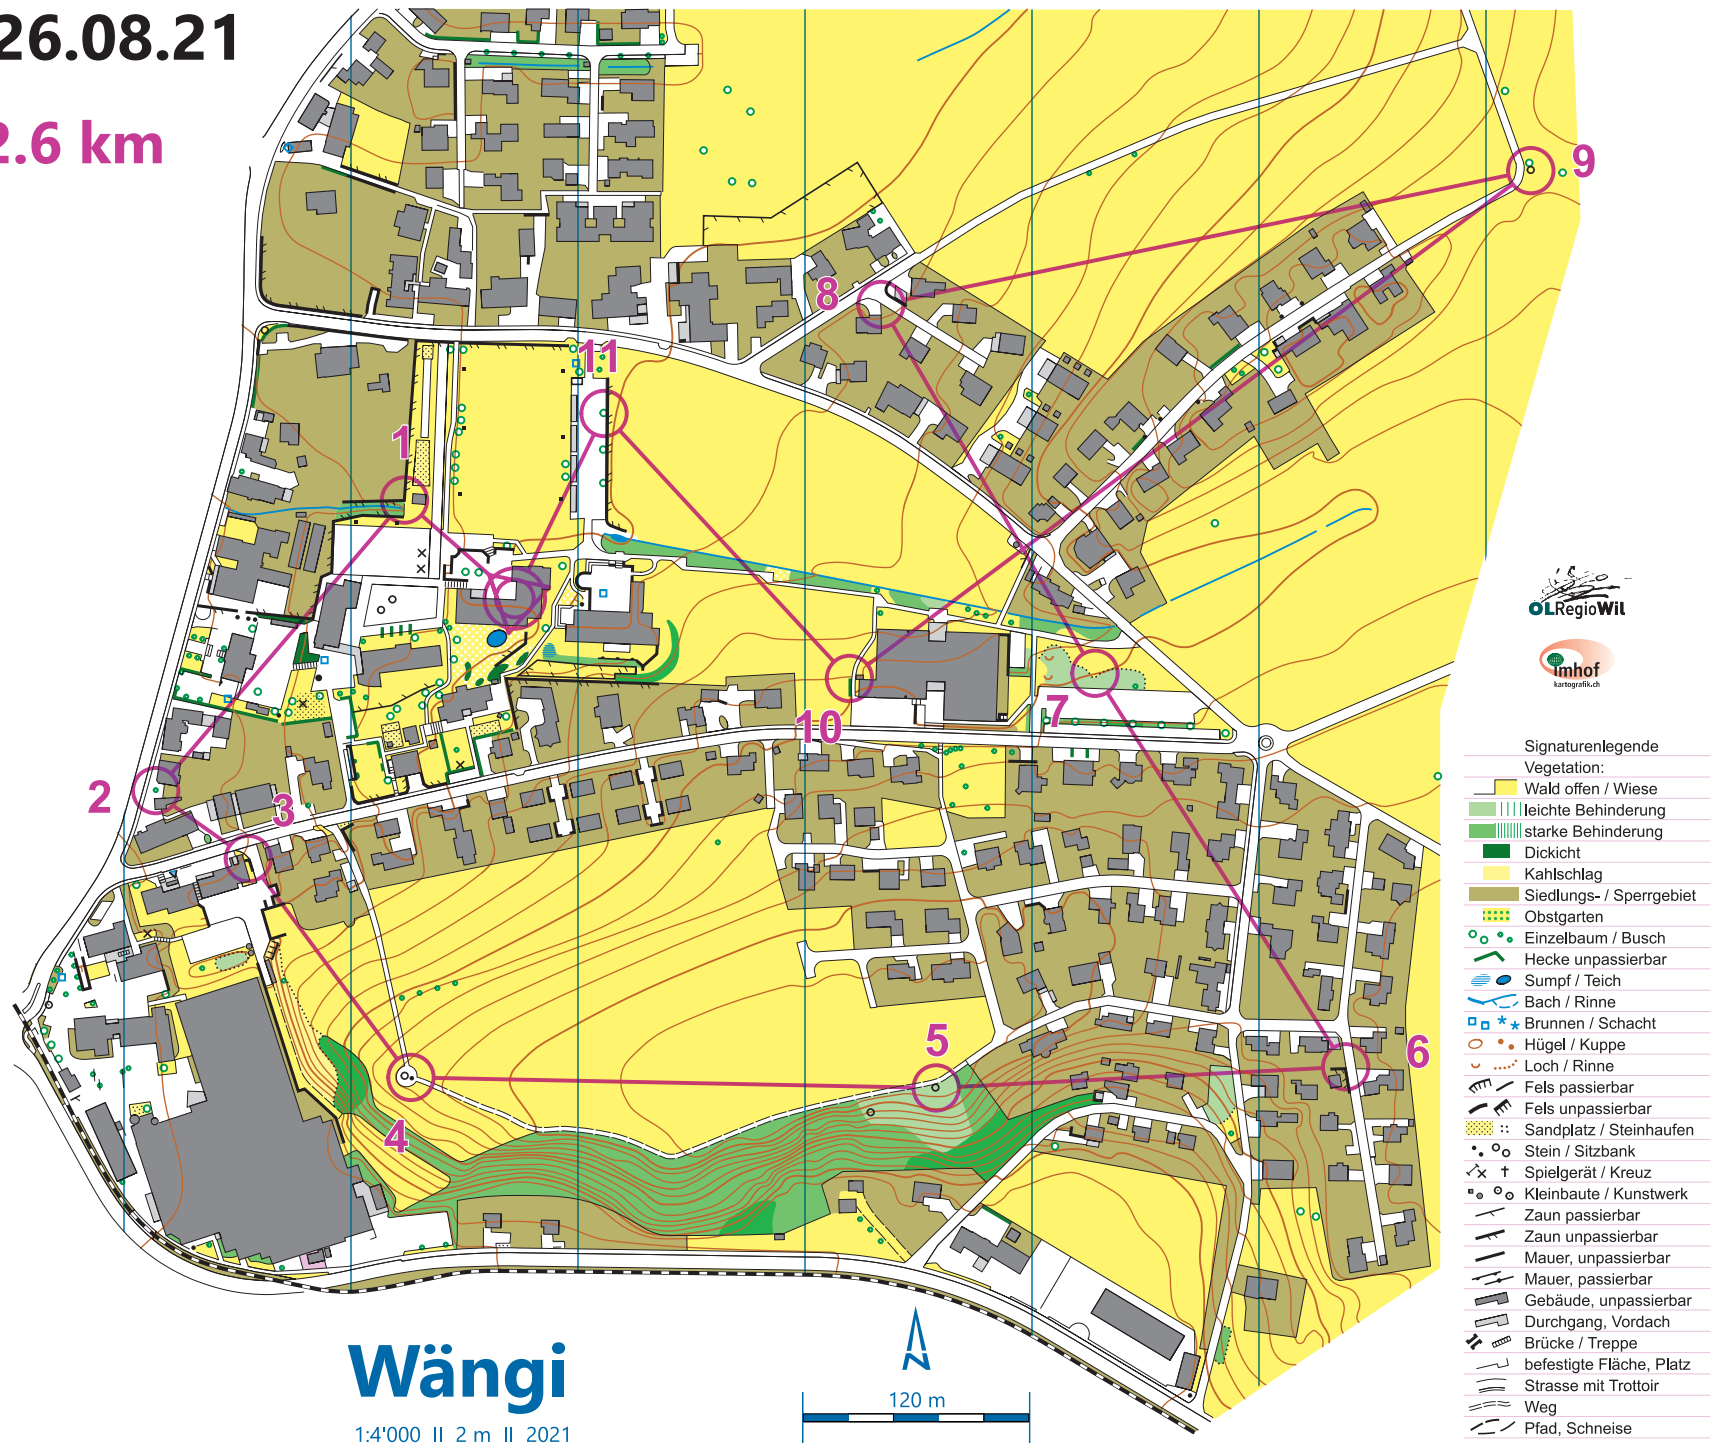 26.08.21
2.6 km
1
2
3
4
5
6
7
8
9
10
11
OLRegioWil
imhof
kartografik.ch
Signaturenlegende
Vegetation:
Wald offen / Wiese
leichte Behinderung
starke Behinderung
Dickicht
Kahlschlag
Siedlungs- / Sperrgebiet
Obstgarten
Einzelbaum / Busch
Hecke unpassierbar
Sumpf / Teich
Bach / Rinne
Brunnen / Schacht
Hügel / Kuppe
Loch / Rinne
Fels passierbar
Fels unpassierbar
Sandplatz / Steinhaufen
Stein / Sitzbank
Spielgerät / Kreuz
Kleinbaute / Kunstwerk
Zaun passierbar
Zaun unpassierbar
Mauer, unpassierbar
Mauer, passierbar
Gebäude, unpassierbar
Durchgang, Vordach
Brücke / Treppe
befestigte Fläche, Platz
Strasse mit Trottoir
Weg
Pfad, Schneise
Wängi
1:4'000 || 2 m || 2021
N
120 m